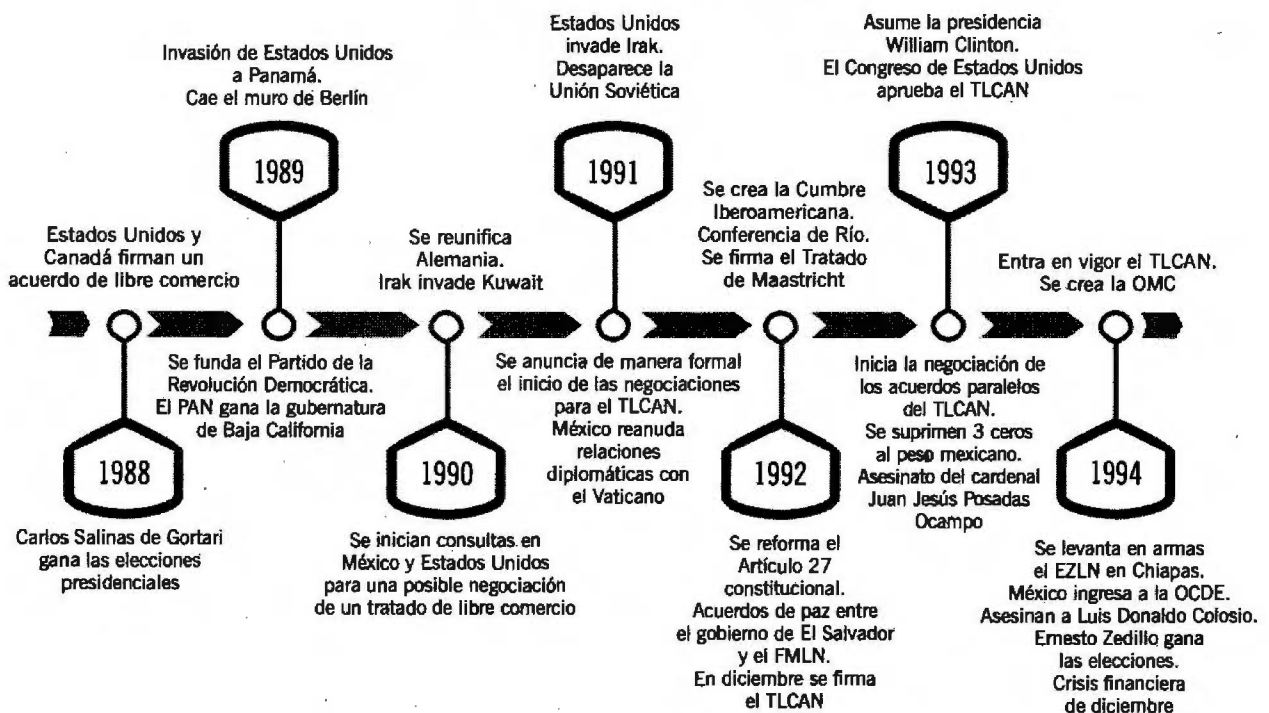 Estados Unidos y
Canadá firman un
acuerdo de libre comercio
1988
Carlos Salinas de Gortari
gana las elecciones
presidenciales
Invasión de Estados Unidos
a Panamá.
Cae el muro de Berlín
1989
Se funda el Partido de la
Revolución Democrática.
El PAN gana la gubernatura
de Baja California
Se reunifica
Alemania.
Irak invade Kuwait
1990
Se inician consultas en
México y Estados Unidos
para una posible negociación
de un tratado de libre comercio
Estados Unidos
invade Irak.
Desaparece la
Unión Soviética
1991
Se anuncia de manera formal
el inicio de las negociaciones
para el TLCAN.
México reanuda
relaciones
diplomáticas con
el Vaticano
Se crea la Cumbre
Iberoamericana.
Conferencia de Río.
Se firma el Tratado
de Maastricht
1992
Se reforma el
Artículo 27
constitucional.
Acuerdos de paz entre
el gobierno de El Salvador
y el FMLN.
En diciembre se firma
el TLCAN
Asume la presidencia
William Clinton.
El Congreso de Estados Unidos
aprueba el TLCAN
1993
Inicia la negociación de
los acuerdos paralelos
del TLCAN.
Se suprimen 3 ceros
al peso mexicano.
Asesinato del cardenal
Juan Jesús Posadas
Ocampo
Entra en vigor el TLCAN.
Se crea la OMC
1994
Se levanta en armas
el EZLN en Chiapas.
México ingresa a la OCDE.
Asesinan a Luis Donaldo Colosio.
Ernesto Zedillo gana
las elecciones.
Crisis financiera
de diciembre